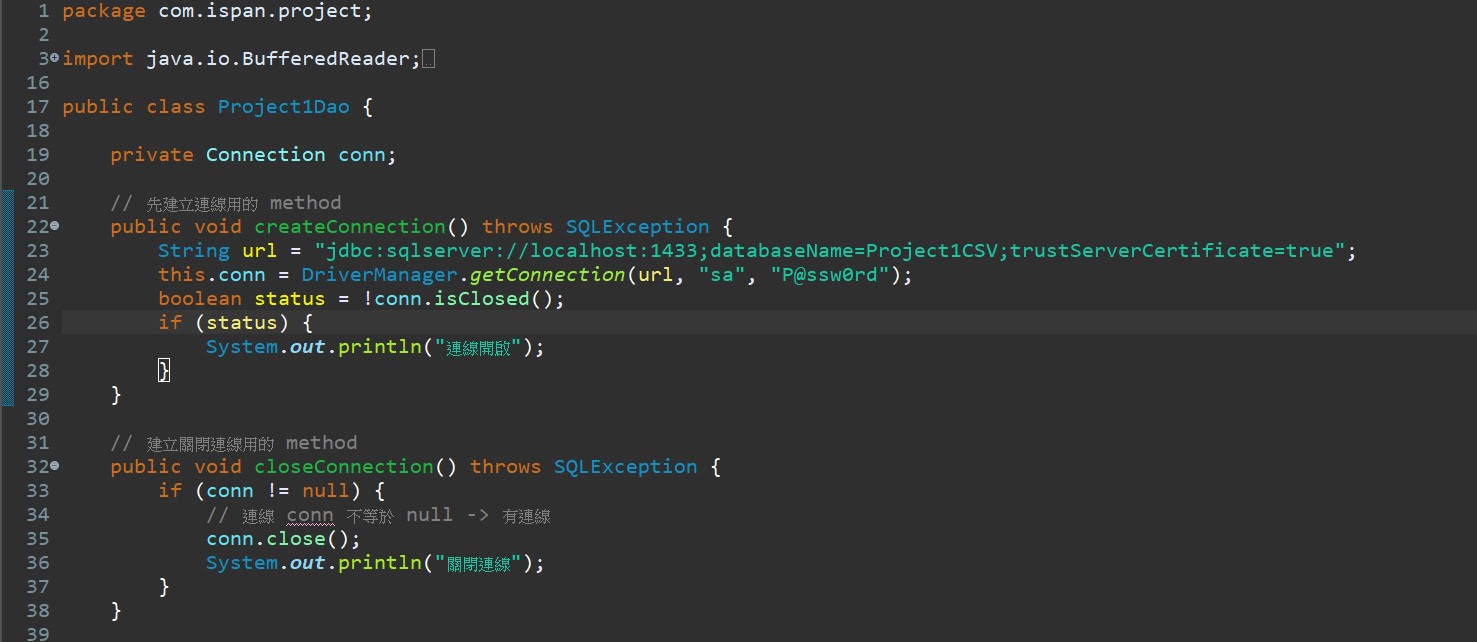 1 package com.ispan.project;
2
3 import java.io.BufferedReader;
16
17 public class Project1Dao {
18
19     private Connection conn;
20
21     // 先建立連線用的 method
22     public void createConnection() throws SQLException {
23         String url = "jdbc:sqlserver://localhost:1433;databaseName=Project1CSV;trustServerCertificate=true";
24         this.conn = DriverManager.getConnection(url, "sa", "P@ssw0rd");
25         boolean status = !conn.isClosed();
26         if (status) {
27             System.out.println("連線開啟");
28         }
29     }
30
31     // 建立關閉連線用的 method
32     public void closeConnection() throws SQLException {
33         if (conn != null) {
34             // 連線 conn 不等於 null -> 有連線
35             conn.close();
36             System.out.println("關閉連線");
37         }
38     }
39